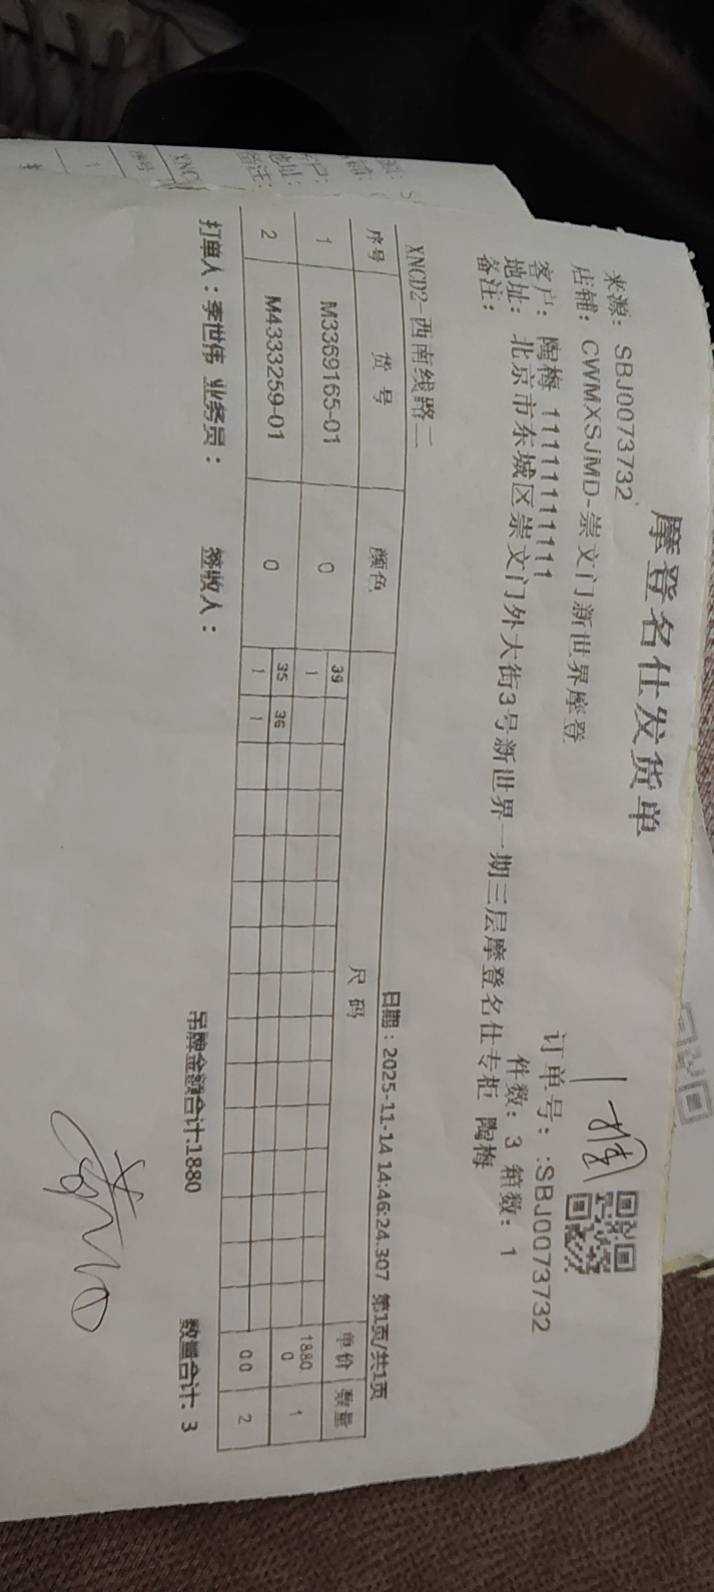 摩登名仕发货单
来源：SBJ0073732
订单号：:SBJ0073732
店铺：CWMXSJMD-崇文门新世界摩登
件数：3 箱数：1
客户：陶梅 11111111111
地址：北京市东城区崇文门外大街3号新世界一期三层摩登名仕专柜 陶梅
备注：
XNCD2-西南线路二
日期：2025-11-14 14:46:24.307 第1页/共1页
序号 货号 颜色 尺码 单价 数量
39
1 M3369165-01 0 1 1880.0 1
35 36
2 M4333259-01 0 1 1 0.0 2
打单人：李世伟 业务员： 签收人： 吊牌金额合计:1880 数量合计：3